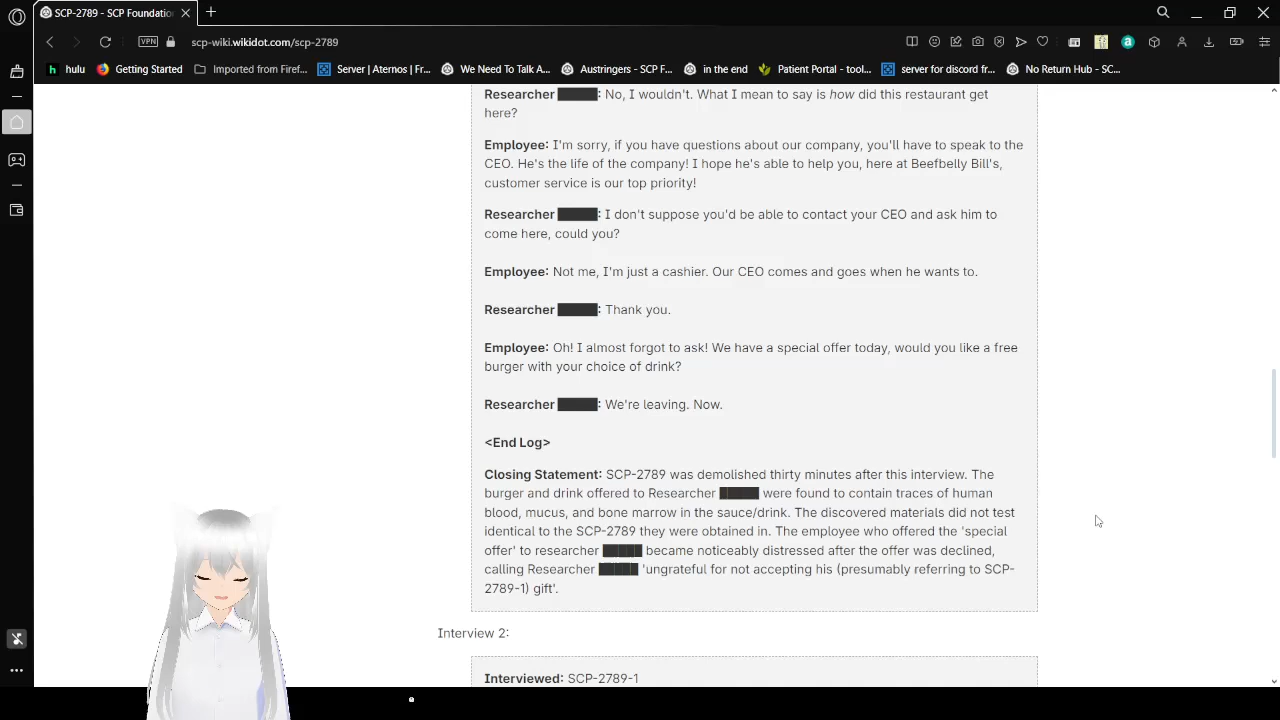 SCP-2789 - SCP Foundatio
scp-wiki.wikidot.com/scp-2789
VPN
hulu
Getting Started
Imported from Firef...
Server | Aternos | Fr...
We Need To Talk A...
Austringers - SCP F...
in the end
Patient Portal - tool...
server for discord fr...
No Return Hub - SC...
Researcher █████: No, I wouldn't. What I mean to say is how did this restaurant get
here?
Employee: I'm sorry, if you have questions about our company, you'll have to speak to the
CEO. He's the life of the company! I hope he's able to help you, here at Beefbelly Bill's,
customer service is our top priority!
Researcher █████: I don't suppose you'd be able to contact your CEO and ask him to
come here, could you?
Employee: Not me, I'm just a cashier. Our CEO comes and goes when he wants to.
Researcher █████: Thank you.
Employee: Oh! I almost forgot to ask! We have a special offer today, would you like a free
burger with your choice of drink?
Researcher █████: We're leaving. Now.
<End Log>
Closing Statement: SCP-2789 was demolished thirty minutes after this interview. The
burger and drink offered to Researcher █████ were found to contain traces of human
blood, mucus, and bone marrow in the sauce/drink. The discovered materials did not test
identical to the SCP-2789 they were obtained in. The employee who offered the 'special
offer' to researcher █████ became noticeably distressed after the offer was declined,
calling Researcher █████ 'ungrateful for not accepting his (presumably referring to SCP-
2789-1) gift'.
Interview 2:
Interviewed: SCP-2789-1